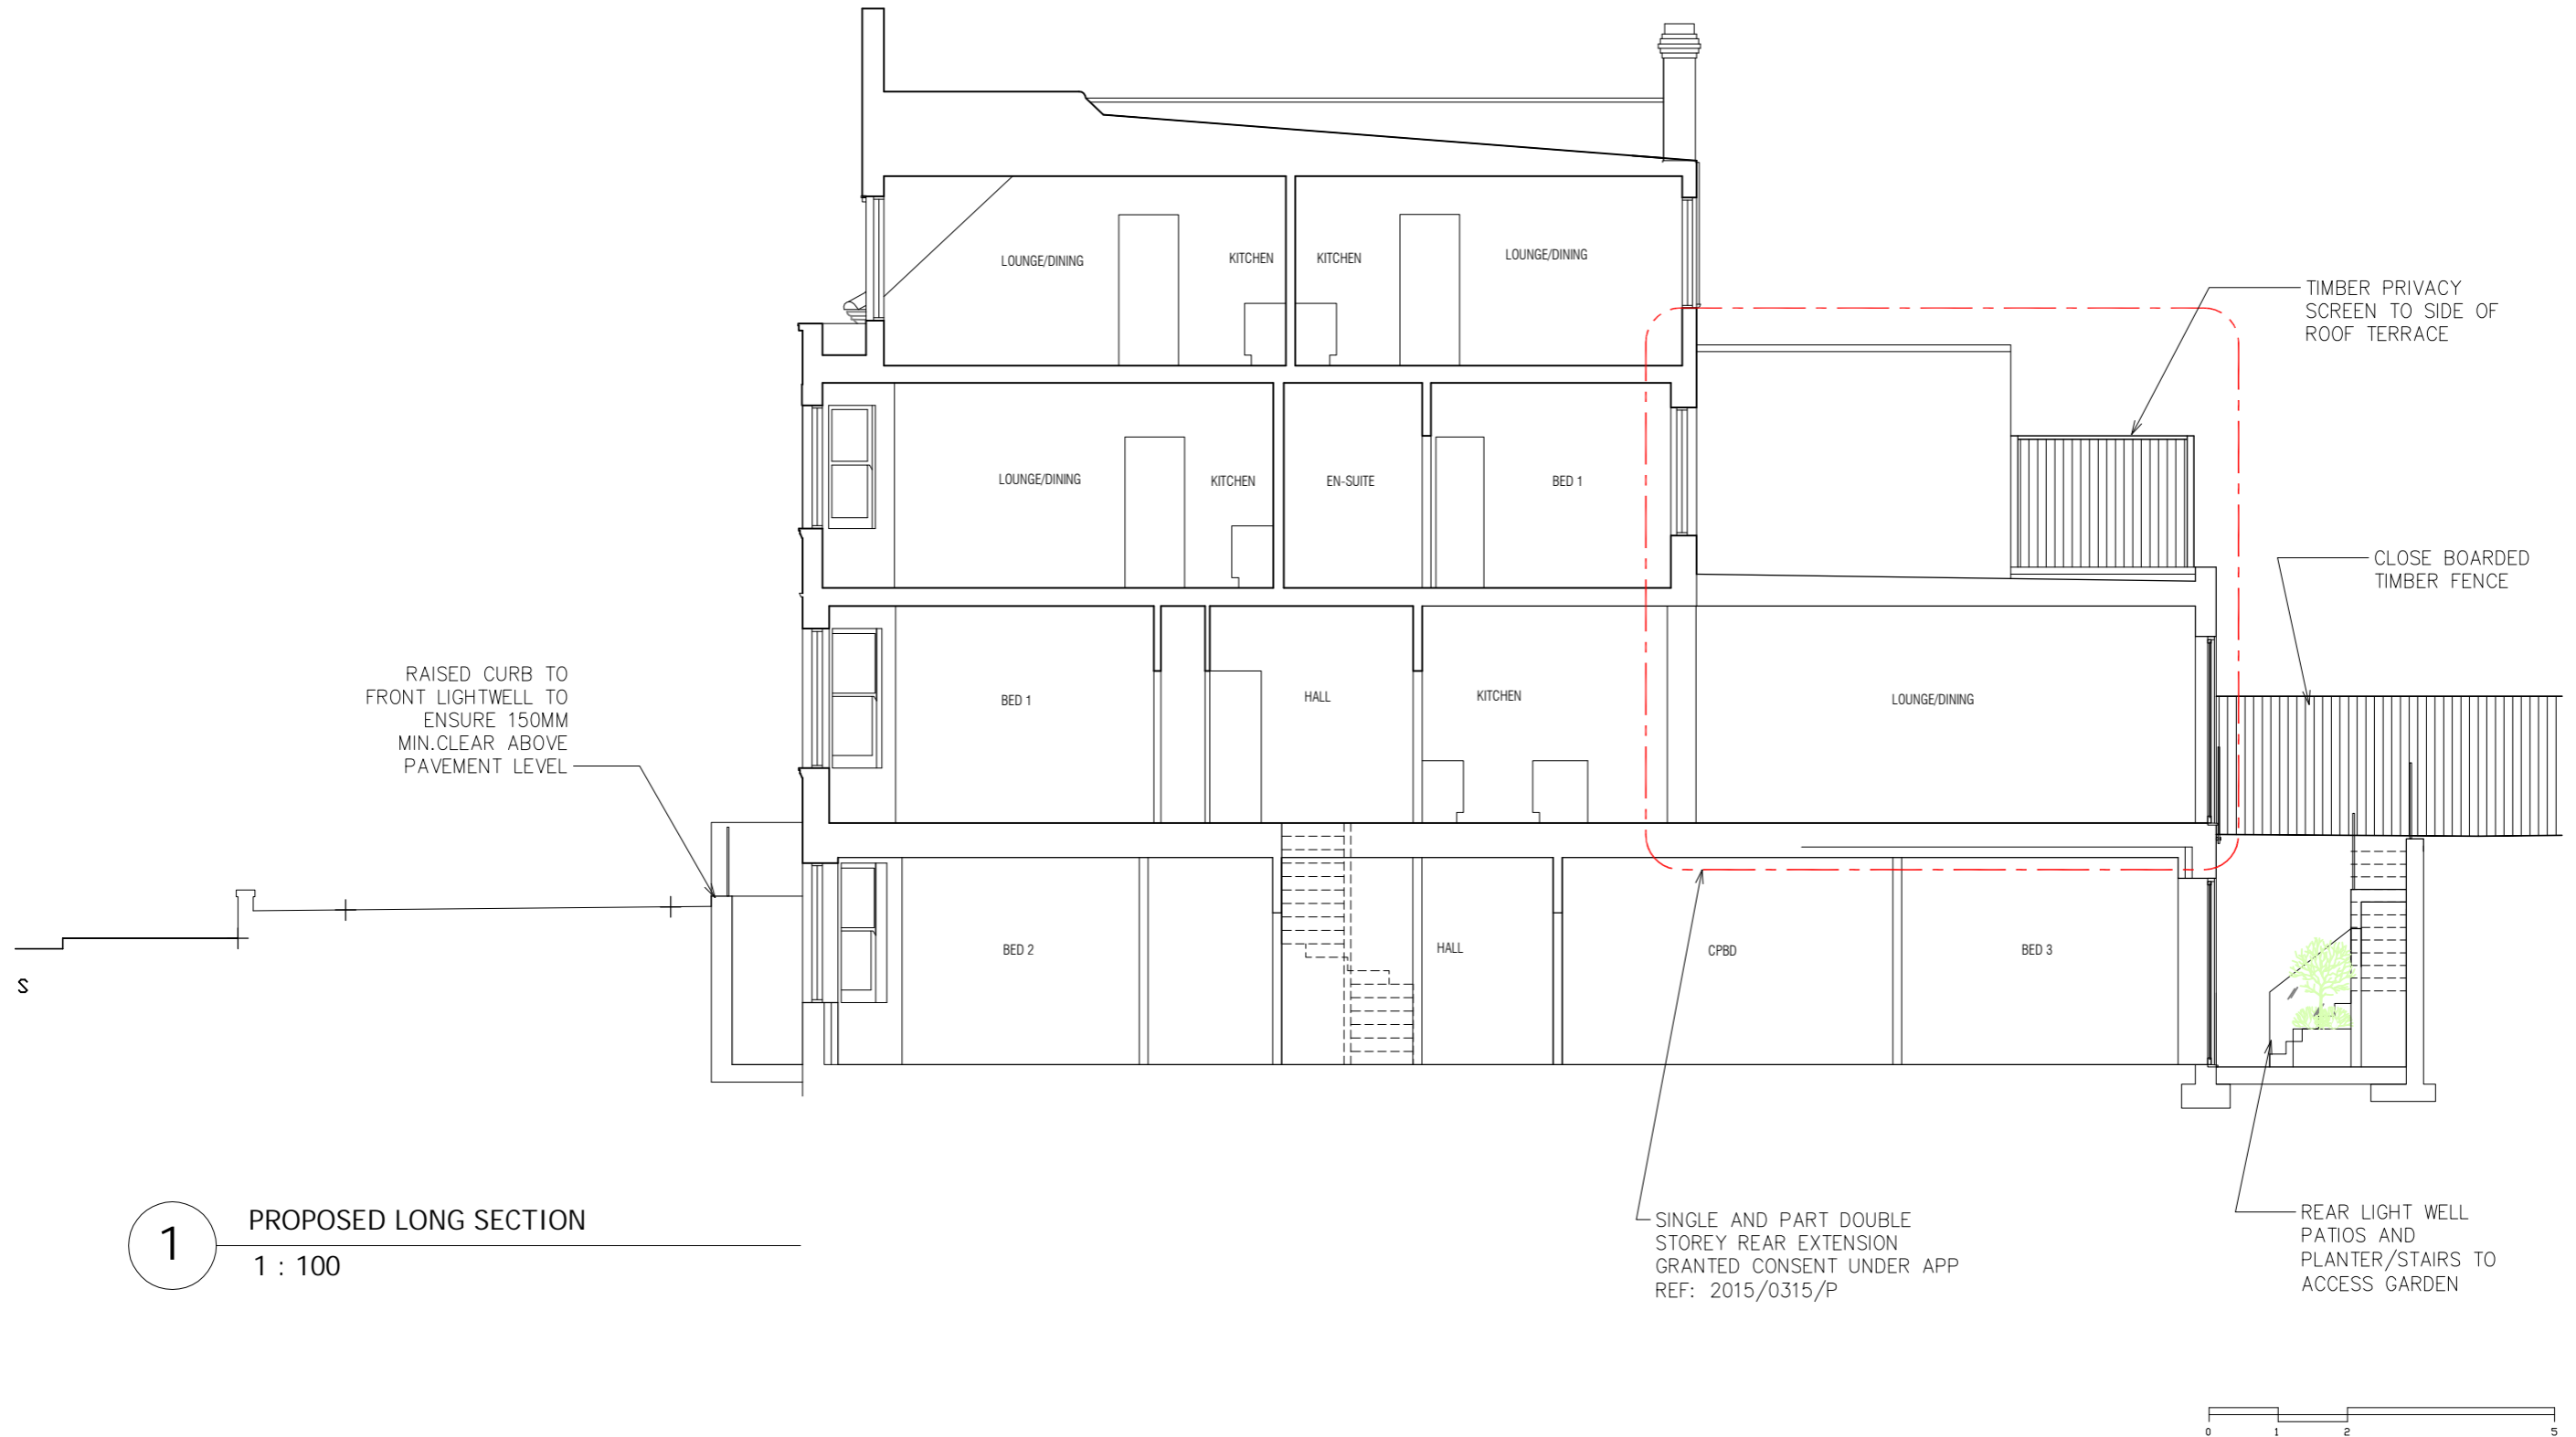 LOUNGE/DINING
KITCHEN
KITCHEN
LOUNGE/DINING
TIMBER PRIVACY
SCREEN TO SIDE OF
ROOF TERRACE
LOUNGE/DINING
KITCHEN
EN-SUITE
BED 1
CLOSE BOARDED
TIMBER FENCE
RAISED CURB TO
FRONT LIGHTWELL TO
ENSURE 150MM
MIN.CLEAR ABOVE
PAVEMENT LEVEL
BED 1
HALL
KITCHEN
LOUNGE/DINING
BED 2
HALL
CPBD
BED 3
S
1
PROPOSED LONG SECTION
1 : 100
SINGLE AND PART DOUBLE
STOREY REAR EXTENSION
GRANTED CONSENT UNDER APP
REF: 2015/0315/P
REAR LIGHT WELL
PATIOS AND
PLANTER/STAIRS TO
ACCESS GARDEN
0 1 2 5